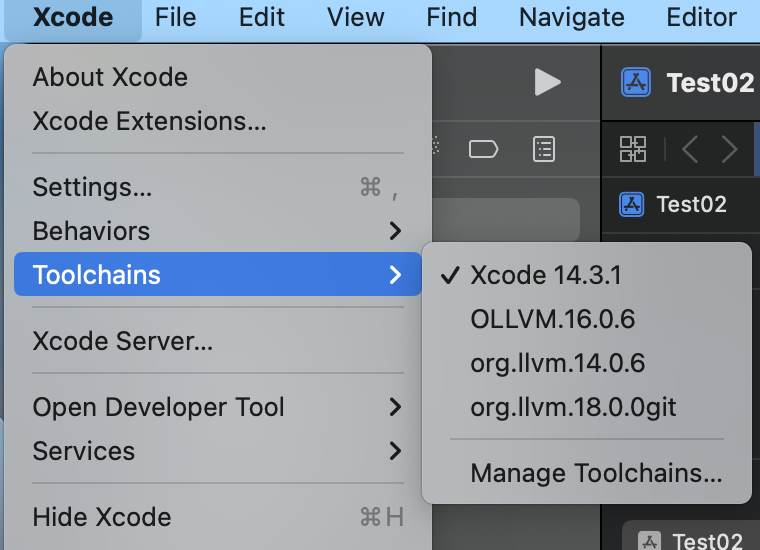 Xcode File Edit View Find Navigate Editor
About Xcode
Xcode Extensions...
Settings... ⌘ ,
Behaviors
Toolchains
Xcode Server...
Open Developer Tool
Services
Hide Xcode ⌘H
Xcode 14.3.1
OLLVM.16.0.6
org.llvm.14.0.6
org.llvm.18.0.0git
Manage Toolchains...
Test02
Test02
Test02